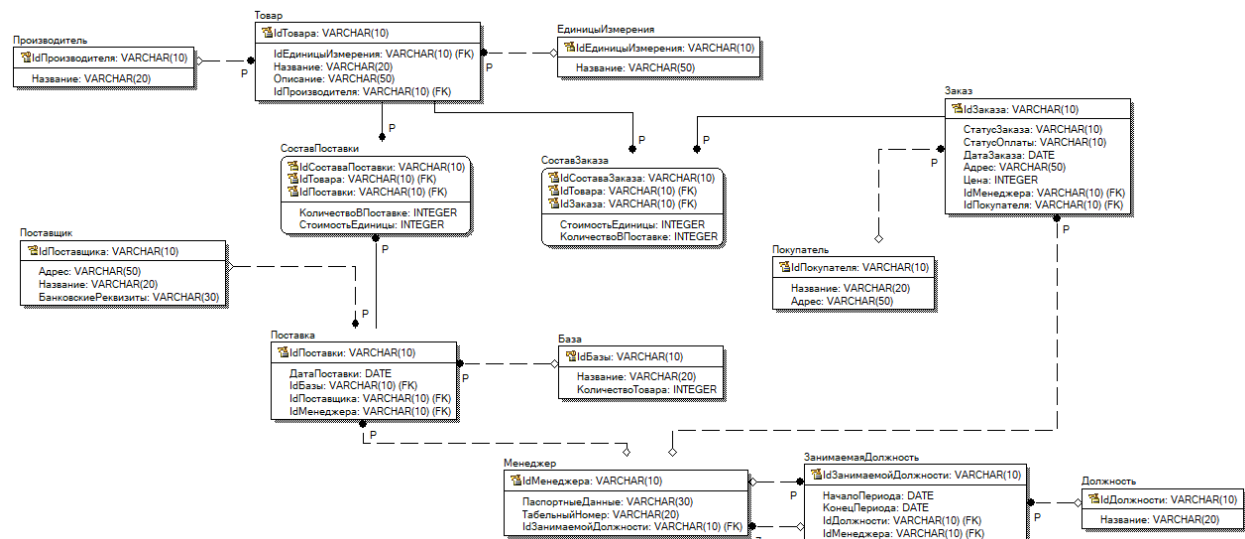 Товар
IdТовара: VARCHAR(10)
IdЕдиницыИзмерения: VARCHAR(10) (FK)
Название: VARCHAR(20)
Описание: VARCHAR(50)
IdПроизводителя: VARCHAR(10) (FK)
Производитель
IdПроизводителя: VARCHAR(10)
Название: VARCHAR(20)
P
ЕдиницыИзмерения
IdЕдиницыИзмерения: VARCHAR(10)
Название: VARCHAR(50)
P
Заказ
IdЗаказа: VARCHAR(10)
СтатусЗаказа: VARCHAR(10)
СтатусОплаты: VARCHAR(10)
ДатаЗаказа: DATE
Адрес: VARCHAR(50)
Цена: INTEGER
IdМенеджера: VARCHAR(10) (FK)
IdПокупателя: VARCHAR(10) (FK)
P
P
P
P
СоставПоставки
IdСоставаПоставки: VARCHAR(10)
IdТовара: VARCHAR(10) (FK)
IdПоставки: VARCHAR(10) (FK)
КоличествоВПоставке: INTEGER
СтоимостьЕдиницы: INTEGER
P
СоставЗаказа
IdСоставаЗаказа: VARCHAR(10)
IdТовара: VARCHAR(10) (FK)
IdЗаказа: VARCHAR(10) (FK)
СтоимостьЕдиницы: INTEGER
КоличествоВПоставке: INTEGER
P
Поставщик
IdПоставщика: VARCHAR(10)
Адрес: VARCHAR(50)
Название: VARCHAR(20)
БанковскиеРеквизиты: VARCHAR(30)
Покупатель
IdПокупателя: VARCHAR(10)
Название: VARCHAR(20)
Адрес: VARCHAR(50)
P
Поставка
IdПоставки: VARCHAR(10)
ДатаПоставки: DATE
IdБазы: VARCHAR(10) (FK)
IdПоставщика: VARCHAR(10) (FK)
IdМенеджера: VARCHAR(10) (FK)
P
P
База
IdБазы: VARCHAR(10)
Название: VARCHAR(20)
КоличествоТовара: INTEGER
Менеджер
IdМенеджера: VARCHAR(10)
ПаспортныеДанные: VARCHAR(30)
ТабельныйНомер: VARCHAR(20)
IdЗанимаемойДолжности: VARCHAR(10) (FK)
P
ЗанимаемаяДолжность
IdЗанимаемойДолжности: VARCHAR(10)
НачалоПериода: DATE
КонецПериода: DATE
IdДолжности: VARCHAR(10) (FK)
IdМенеджера: VARCHAR(10) (FK)
P
Должность
IdДолжности: VARCHAR(10)
Название: VARCHAR(20)